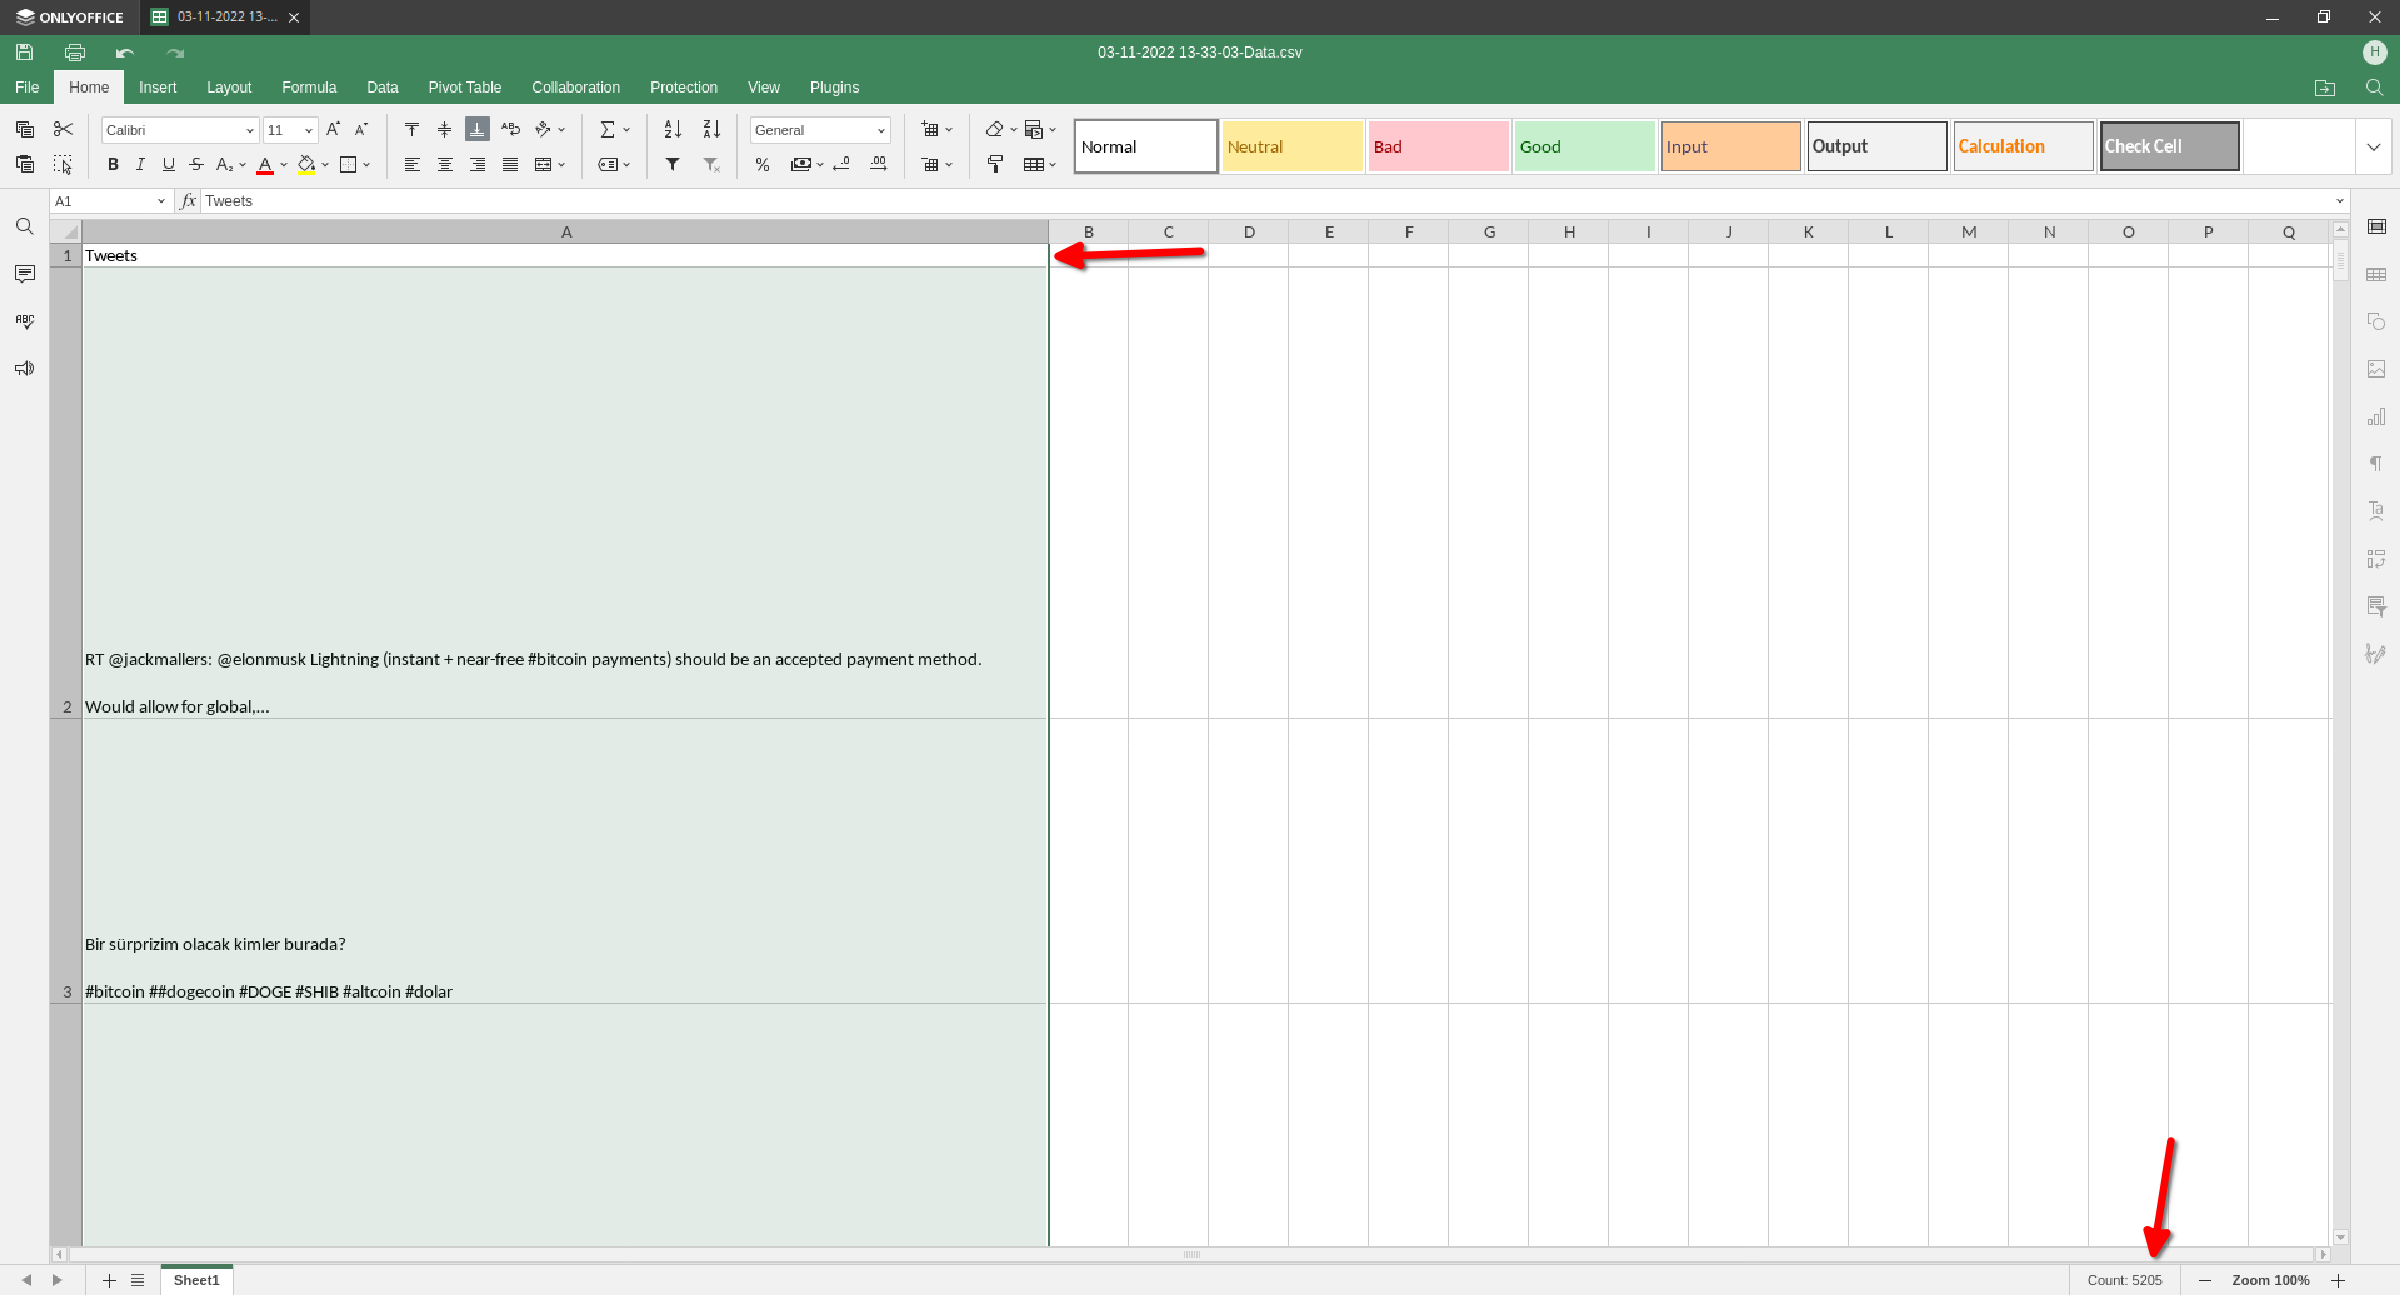 ONLYOFFICE
03-11-2022 13-...
03-11-2022 13-33-03-Data.csv
H
File Home Insert Layout Formula Data Pivot Table Collaboration Protection View Plugins
Calibri 11 General
Normal Neutral Bad Good Input Output Calculation Check Cell
A1 fx Tweets
A B C D E F G H I J K L M N O P Q
1 Tweets
RT @jackmallers: @elonmusk Lightning (instant + near-free #bitcoin payments) should be an accepted payment method.
2 Would allow for global,...
Bir sürprizim olacak kimler burada?
3 #bitcoin ##dogecoin #DOGE #SHIB #altcoin #dolar
Sheet1
Count: 5205
Zoom 100%